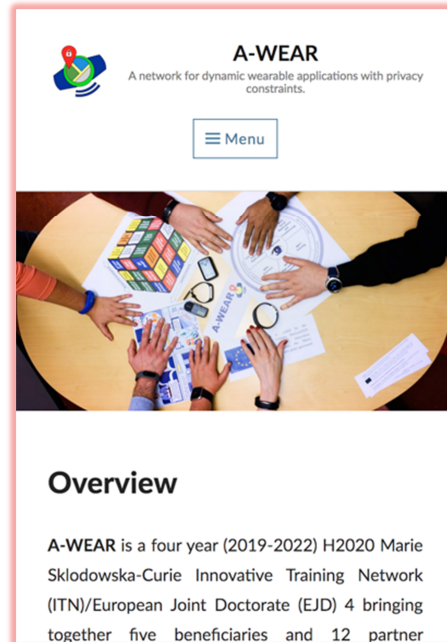 A-WEAR
A network for dynamic wearable applications with privacy
constraints.
Menu
A-WEAR
Overview
A-WEAR is a four year (2019-2022) H2020 Marie
Sklodowska-Curie Innovative Training Network
(ITN)/European Joint Doctorate (EJD) 4 bringing
together five beneficiaries and 12 partner